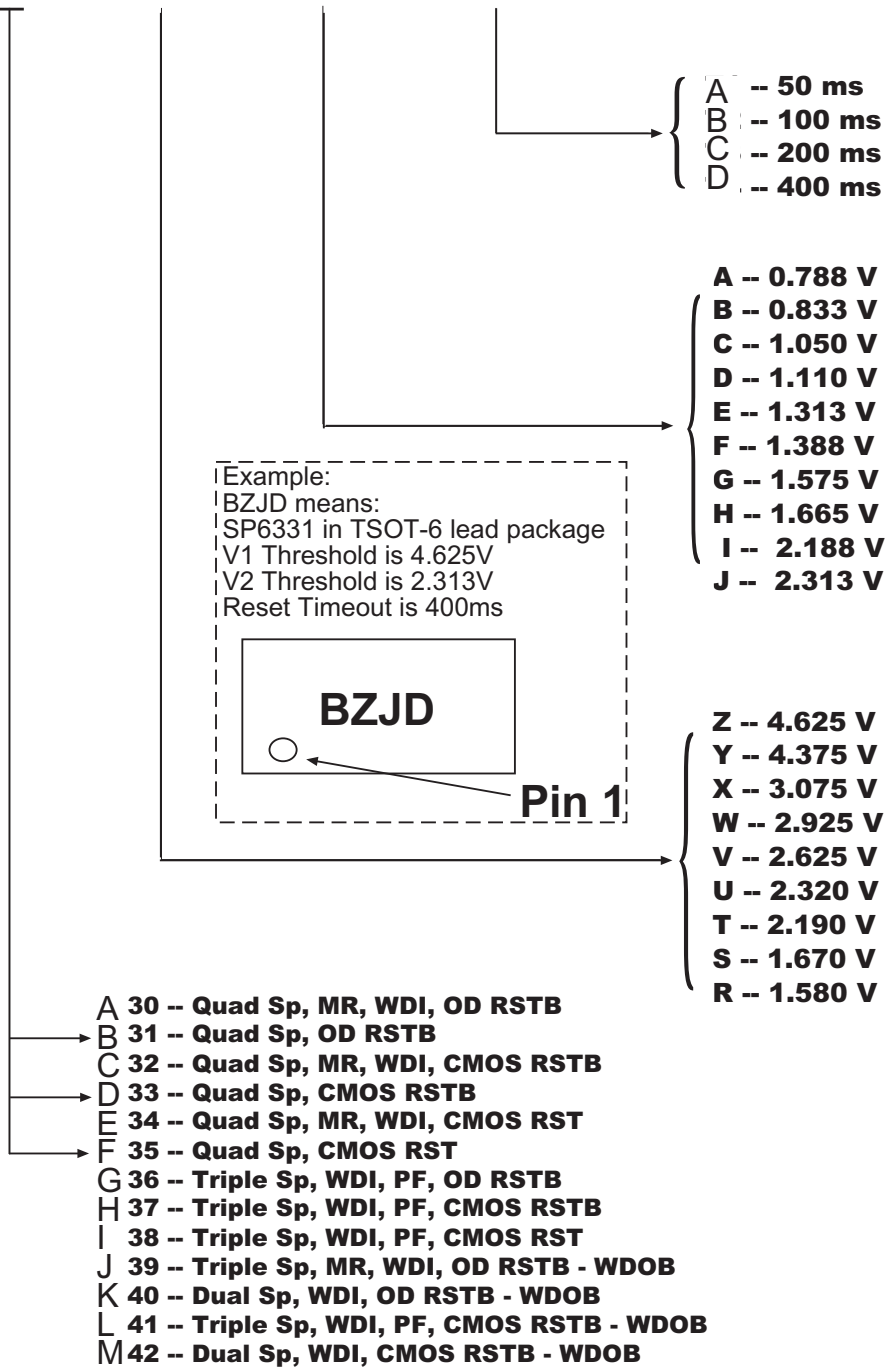 A -- 50 ms
B -- 100 ms
C -- 200 ms
D -- 400 ms
A -- 0.788 V
B -- 0.833 V
C -- 1.050 V
D -- 1.110 V
E -- 1.313 V
F -- 1.388 V
G -- 1.575 V
H -- 1.665 V
I -- 2.188 V
J -- 2.313 V
Example:
BZJD means:
SP6331 in TSOT-6 lead package
V1 Threshold is 4.625V
V2 Threshold is 2.313V
Reset Timeout is 400ms
BZJD
Pin 1
Z -- 4.625 V
Y -- 4.375 V
X -- 3.075 V
W -- 2.925 V
V -- 2.625 V
U -- 2.320 V
T -- 2.190 V
S -- 1.670 V
R -- 1.580 V
A 30 -- Quad Sp, MR, WDI, OD RSTB
B 31 -- Quad Sp, OD RSTB
C 32 -- Quad Sp, MR, WDI, CMOS RSTB
D 33 -- Quad Sp, CMOS RSTB
E 34 -- Quad Sp, MR, WDI, CMOS RST
F 35 -- Quad Sp, CMOS RST
G 36 -- Triple Sp, WDI, PF, OD RSTB
H 37 -- Triple Sp, WDI, PF, CMOS RSTB
I 38 -- Triple Sp, WDI, PF, CMOS RST
J 39 -- Triple Sp, MR, WDI, OD RSTB - WDOB
K 40 -- Dual Sp, WDI, OD RSTB - WDOB
L 41 -- Triple Sp, WDI, PF, CMOS RSTB - WDOB
M 42 -- Dual Sp, WDI, CMOS RSTB - WDOB